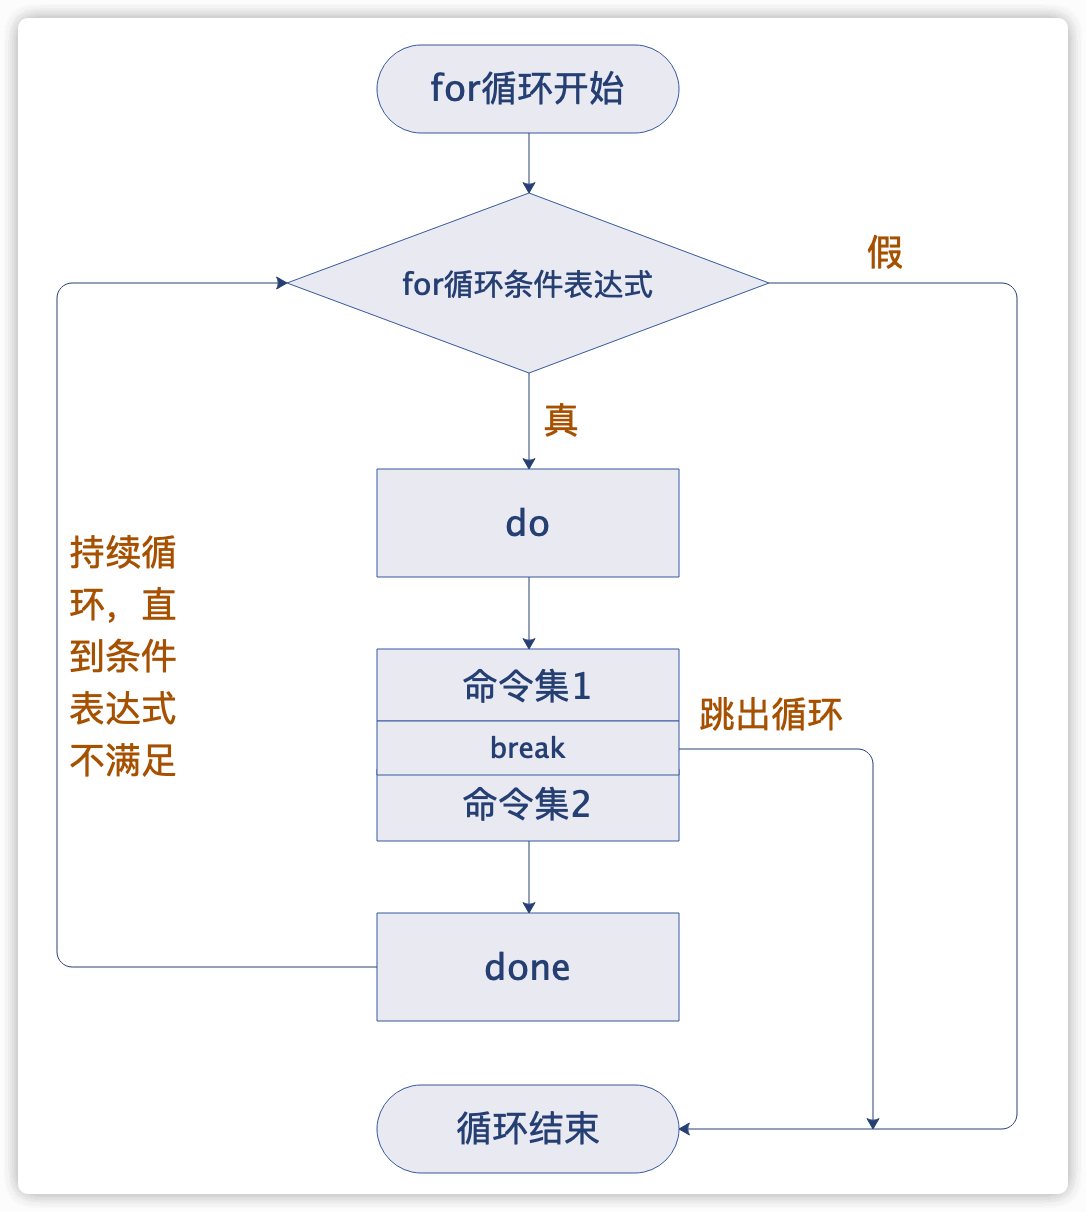 for循环开始
假
for循环条件表达式
真
do
持续循
环，直
到条件
表达式
不满足
命令集1
跳出循环
break
命令集2
done
循环结束